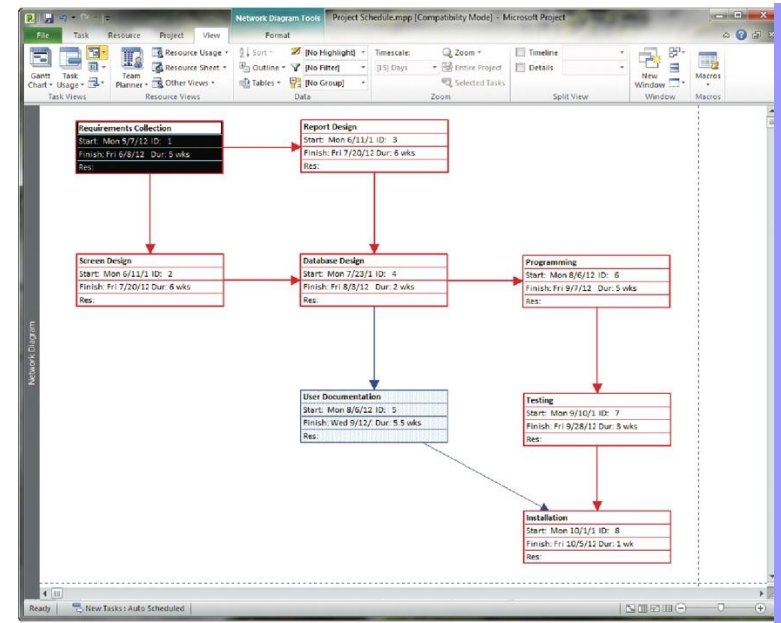 Network Diagram Tools Project Schedule.mpp [Compatibility Mode] - Microsoft Project
File Task Resource Project View Format
Gantt Chart
Task Usage
Team Planner
Resource Usage
Resource Sheet
Other Views
Sort
Outline
Tables
[No Highlight]
[No Filter]
[No Group]
Timescale:
[15] Days
Zoom
Entire Project
Selected Tasks
Timeline
Details
New Window
Macros
Task Views Resource Views Data Zoom Split View Window Macros
Network Diagram
Requirements Collection
Start: Mon 5/7/12 ID: 1
Finish: Fri 6/8/12 Dur: 5 wks
Res:
Report Design
Start: Mon 6/11/1 ID: 3
Finish: Fri 7/20/12 Dur: 6 wks
Res:
Screen Design
Start: Mon 6/11/1 ID: 2
Finish: Fri 7/20/12 Dur: 6 wks
Res:
Database Design
Start: Mon 7/23/1 ID: 4
Finish: Fri 8/3/12 Dur: 2 wks
Res:
Programming
Start: Mon 8/6/12 ID: 6
Finish: Fri 9/7/12 Dur: 5 wks
Res:
User Documentation
Start: Mon 8/6/12 ID: 5
Finish: Wed 9/12/ Dur: 5.5 wks
Res:
Testing
Start: Mon 9/10/1 ID: 7
Finish: Fri 9/28/12 Dur: 3 wks
Res:
Installation
Start: Mon 10/1/1 ID: 8
Finish: Fri 10/5/12 Dur: 1 wk
Res:
Ready New Tasks : Auto Scheduled